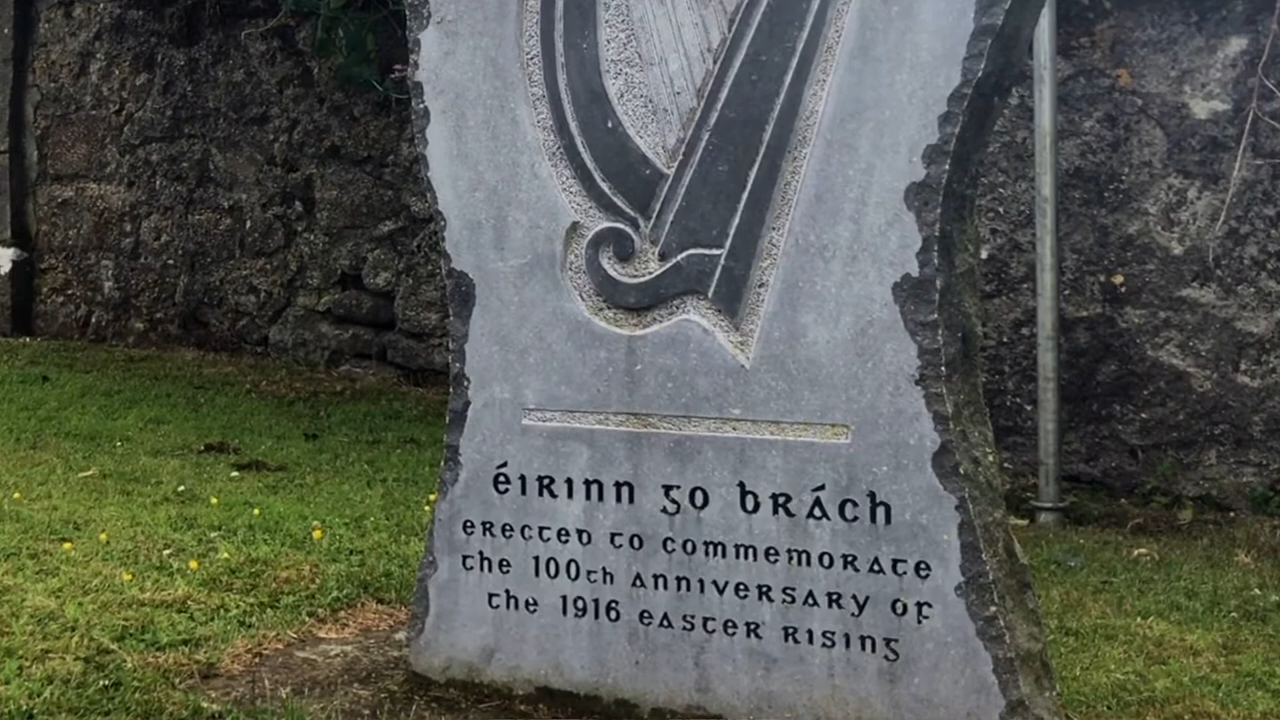 éirinn go brách
erected to commemorate
the 100th anniversary of
the 1916 easter rising